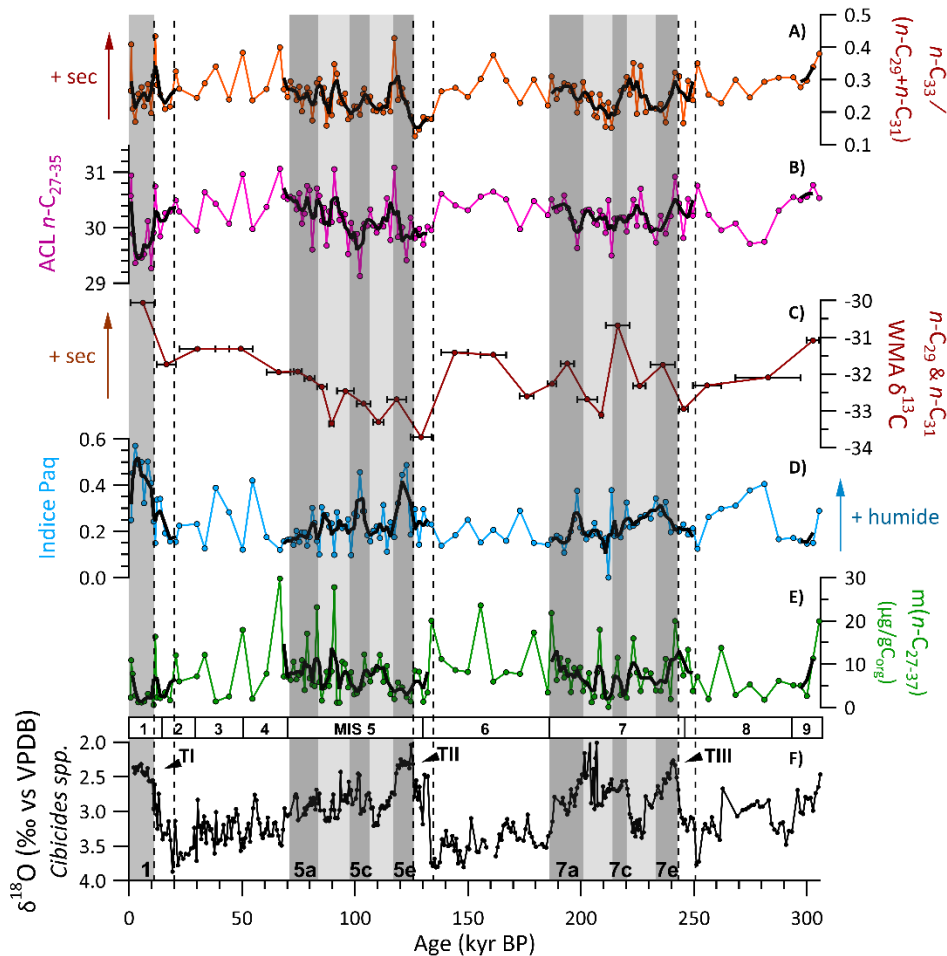 A)
0.5
0.4
0.3
0.2
0.1
n-C₃₃ /
(n-C₂₉+n-C₃₁)
+ sec
B)
31
30
29
ACL n-C₂₇₋₃₅
C)
-30
-31
-32
-33
-34
n-C₂₉ & n-C₃₁
WMA δ¹³C
+ sec
D)
0.6
0.4
0.2
0.0
Indice Paq
+ humide
E)
30
20
10
0
m(n-C₂₇₋₃₇)
(µg/gCₒᵣg)
1 2 3 4 MIS 5 6 7 8 9
F)
TI TII TIII
2.0
2.5
3.0
3.5
4.0
δ¹⁸O (‰ vs VPDB)
Cibicides spp.
1 5a 5c 5e 7a 7c 7e
0 50 100 150 200 250 300
Age (kyr BP)